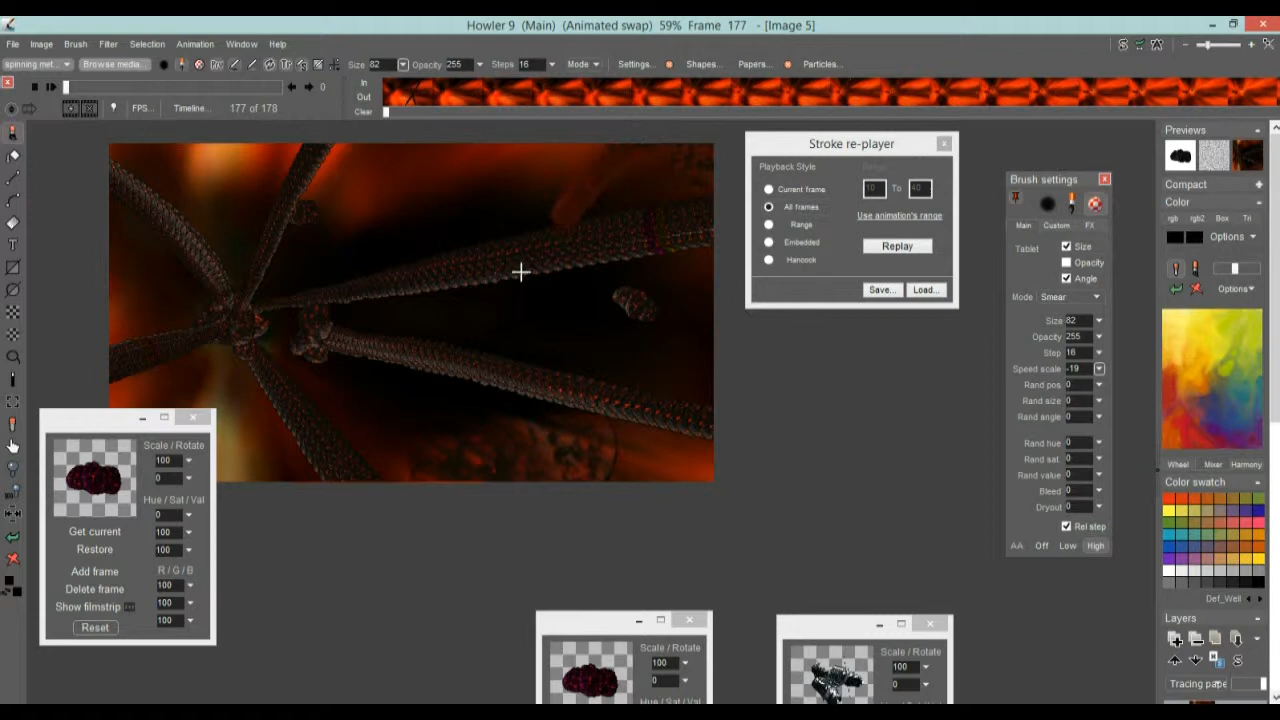 Howler 9 (Main) (Animated swap) 59% Frame 177 - [Image 5]
File Image Brush Filter Selection Animation Window Help
spinning met... Browse media... Size 82 Opacity 255 Steps 16 Mode Settings... Shapes... Papers... Particles...
In
0
Out
FPS... Timeline... 177 of 178
Clear
Stroke re-player
Playback Style
Current frame 10 To 40
All frames Use animation's range
Range
Embedded Replay
Hancock
Save... Load...
Brush settings
Main Custom FX
Tablet Size
Opacity
Angle
Mode Smear
Size 82
Opacity 255
Step 16
Speed scale -19
Rand pos 0
Rand size 0
Rand angle 0
Rand hue 0
Rand sat. 0
Rand value 0
Bleed 0
Dryout 0
Rel step
AA Off Low High
Previews
Compact
Color
rgb rgb2 Box Tri
Options
Options
Wheel Mixer Harmony
Color swatch
Def_Well
Layers
Tracing pape
Scale / Rotate
100
0
Hue / Sat / Val
0
Get current 100
Restore 100
Add frame R / G / B
Delete frame 100
Show filmstrip 100
Reset 100
Scale / Rotate
100
0
Scale / Rotate
100
0